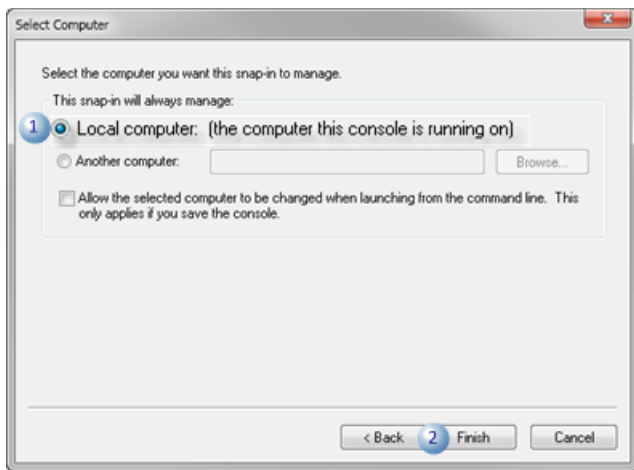 Select Computer
Select the computer you want this snap-in to manage.
This snap-in will always manage:
1 Local computer: (the computer this console is running on)
Another computer:
Browse...
Allow the selected computer to be changed when launching from the command line. This
only applies if you save the console.
< Back 2 Finish Cancel